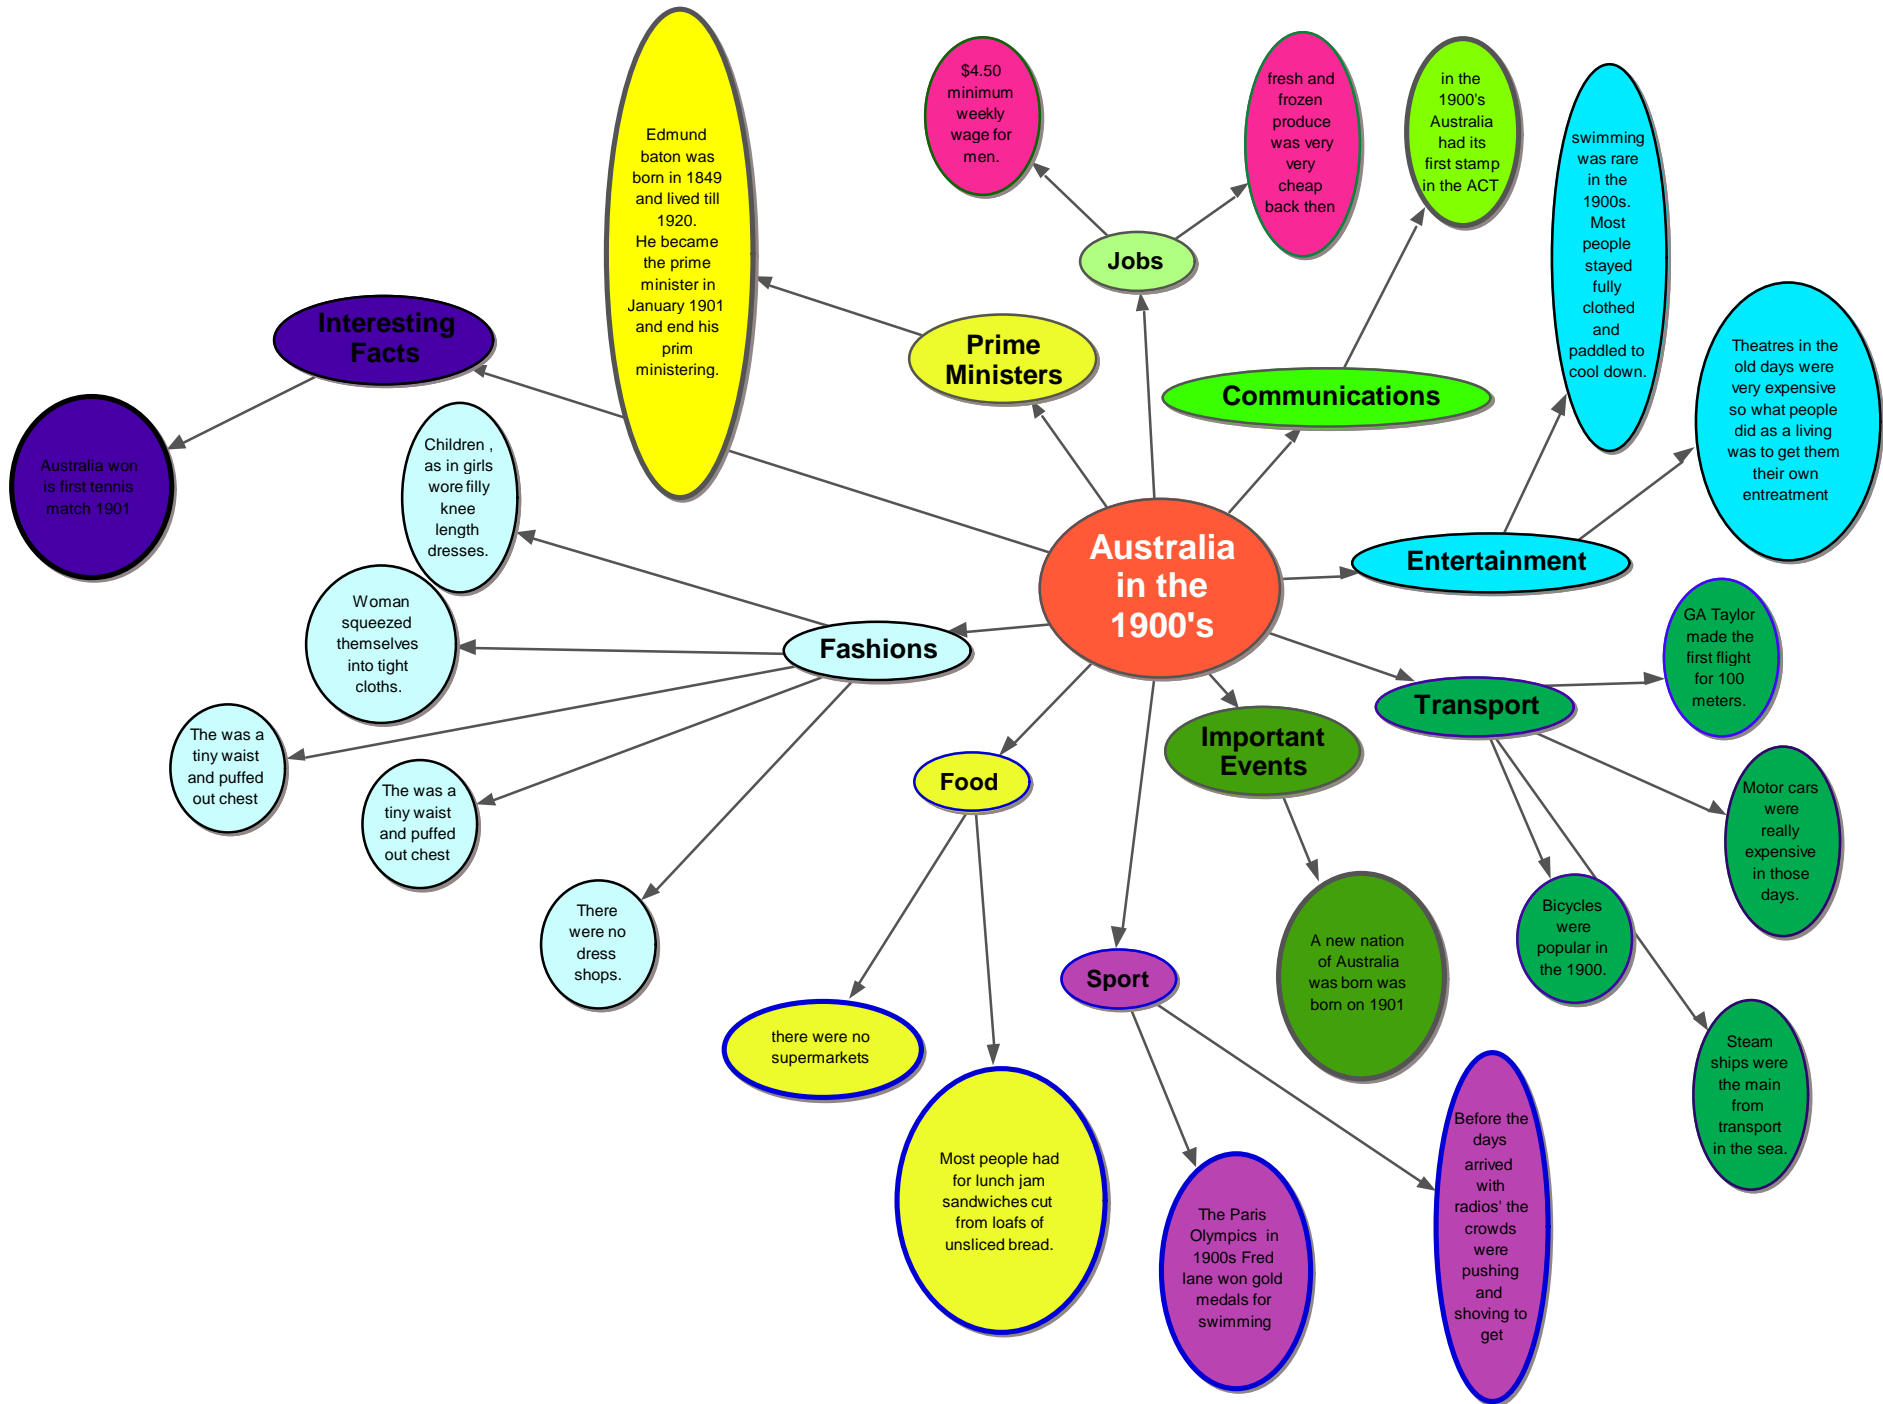 Australia
in the
1900's
Interesting
Facts
Australia won
is first tennis
match 1901
Prime
Ministers
Edmund
baton was
born in 1849
and lived till
1920.
He became
the prime
minister in
January 1901
and end his
prim
ministering.
Jobs
$4.50
minimum
weekly
wage for
men.
fresh and
frozen
produce
was very
very
cheap
back then
Communications
in the
1900's
Australia
had its
first stamp
in the ACT
Entertainment
swimming
was rare
in the
1900s.
Most
people
stayed
fully
clothed
and
paddled to
cool down.
Theatres in the
old days were
very expensive
so what people
did as a living
was to get them
their own
entreatment
Transport
GA Taylor
made the
first flight
for 100
meters.
Motor cars
were
really
expensive
in those
days.
Bicycles
were
popular in
the 1900.
Steam
ships were
the main
from
transport
in the sea.
Important
Events
A new nation
of Australia
was born was
born on 1901
Sport
The Paris
Olympics in
1900s Fred
lane won gold
medals for
swimming
Before the
days
arrived
with
radios' the
crowds
were
pushing
and
shoving to
get
Food
there were no
supermarkets
Most people had
for lunch jam
sandwiches cut
from loafs of
unsliced bread.
Fashions
Children ,
as in girls
wore filly
knee
length
dresses.
Woman
squeezed
themselves
into tight
cloths.
The was a
tiny waist
and puffed
out chest
The was a
tiny waist
and puffed
out chest
There
were no
dress
shops.